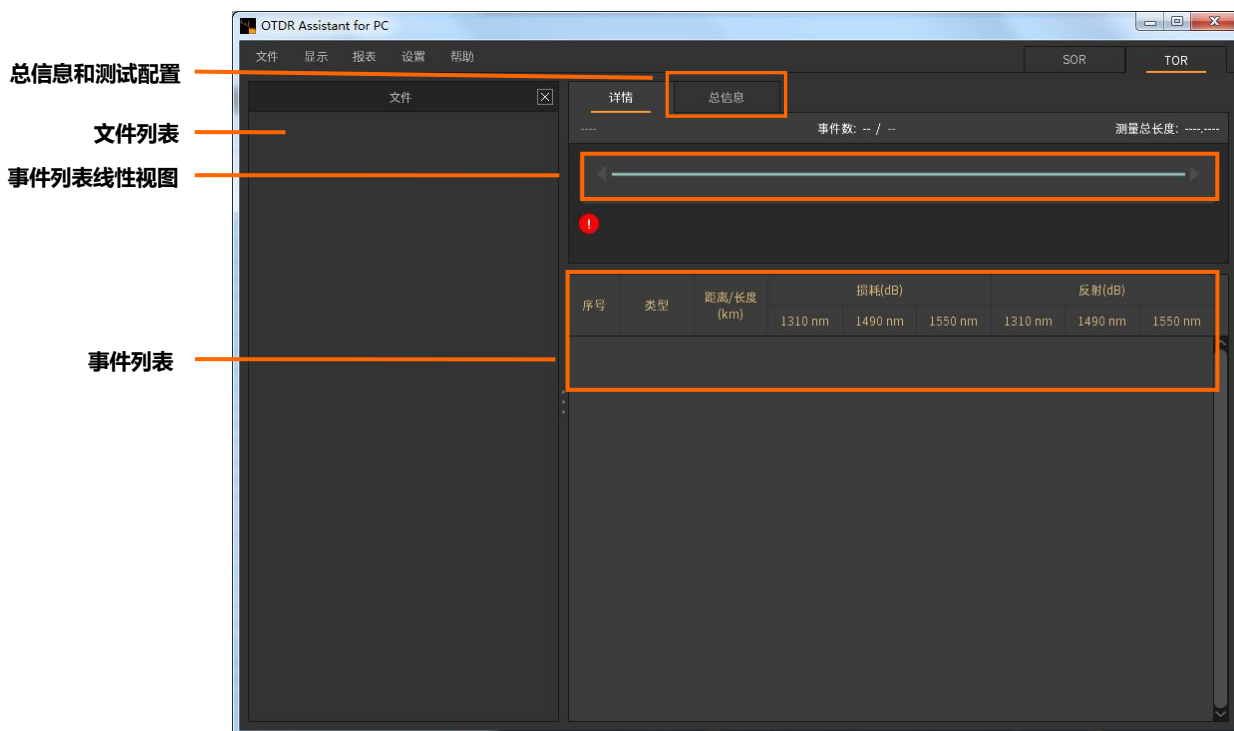 OTDR Assistant for PC
文件 显示 报表 设置 帮助
SOR TOR
总信息和测试配置
文件列表
事件列表线性视图
事件列表
文件
详情 总信息
---- 事件数: -- / -- 测量总长度: ----.----
序号 类型 距离/长度(km) 损耗(dB) 反射(dB)
1310 nm 1490 nm 1550 nm 1310 nm 1490 nm 1550 nm